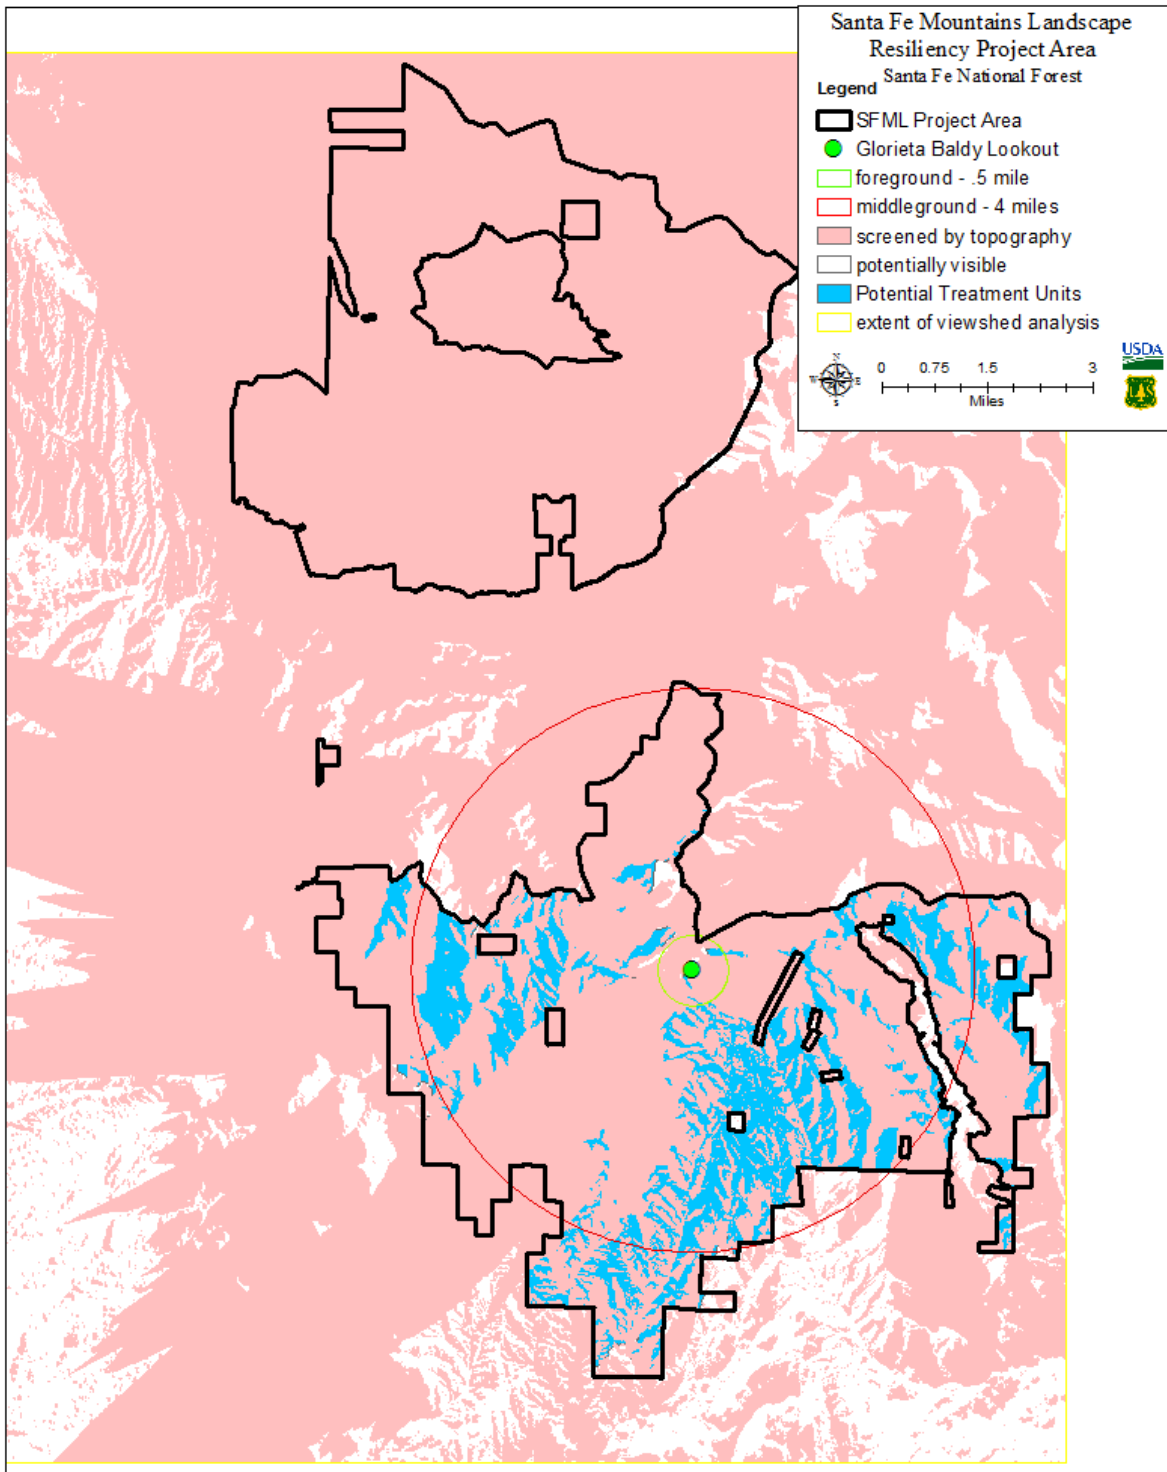 Santa Fe Mountains Landscape
Resiliency Project Area
Santa Fe National Forest
Legend
SFML Project Area
Glorieta Baldy Lookout
foreground - .5 mile
middleground - 4 miles
screened by topography
potentially visible
Potential Treatment Units
extent of viewshed analysis
N
W
E
S
0 0.75 1.5 3
Miles
USDA